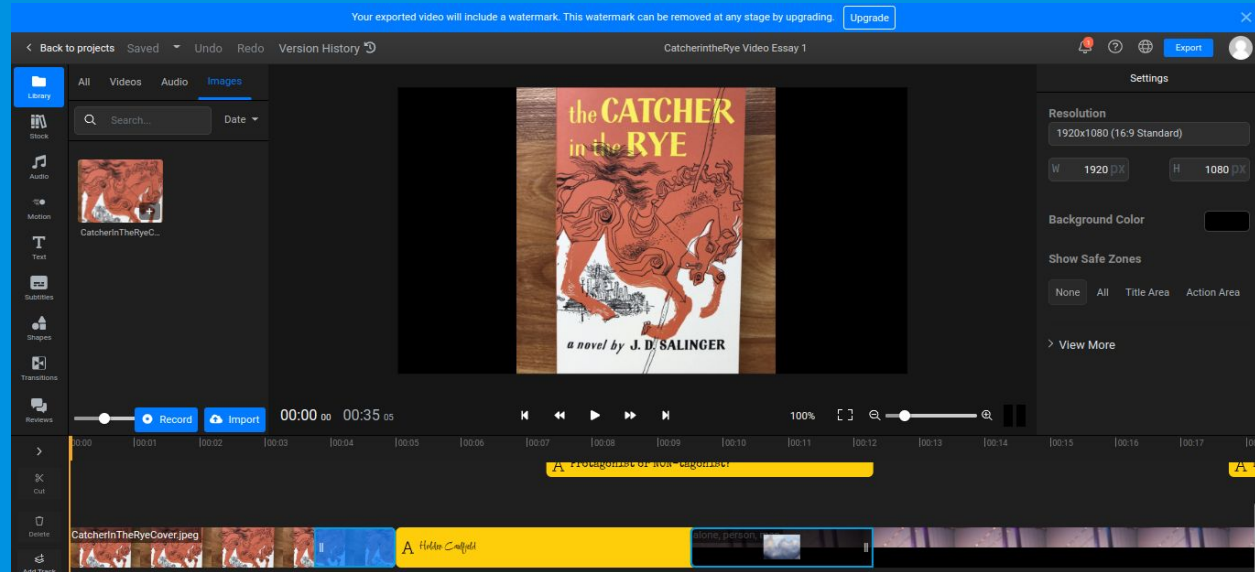 Your exported video will include a watermark. This watermark can be removed at any stage by upgrading. Upgrade
Back to projects Saved Undo Redo Version History CatcherintheRye Video Essay 1 Export
Library
Stock
Audio
Motion
Text
Subtitles
Shapes
Transitions
Reviews
All Videos Audio Images
Search... Date
CatcherInTheRyeC...
Record Import
the CATCHER
in the RYE
a novel by J. D. SALINGER
Settings
Resolution
1920x1080 (16:9 Standard)
W 1920 px H 1080 px
Background Color
Show Safe Zones
None All Title Area Action Area
View More
00:00 00 00:35 05 100%
00:00 00:01 00:02 00:03 00:04 00:05 00:06 00:07 00:08 00:09 00:10 00:11 00:12 00:13 00:14 00:15 00:16 00:17
Cut
Delete
Add Track
A Protagonist or Non-tagonist? A
CatcherInTheRyeCover.jpeg A Holden Caulfield alone, person,